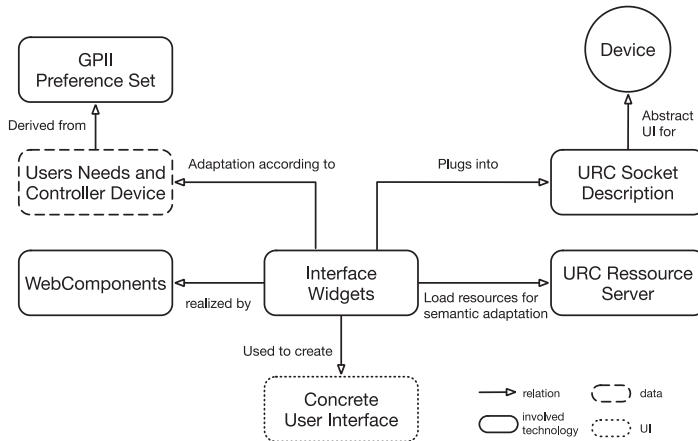 GPII
Preference Set
Device
Derived from
Abstract
UI for
Users Needs and
Controller Device
Adaptation according to
Plugs into
URC Socket
Description
WebComponents
realized by
Interface
Widgets
Load resources for
semantic adaptation
URC Ressource
Server
Used to create
Concrete
User Interface
relation
data
involved
technology
UI